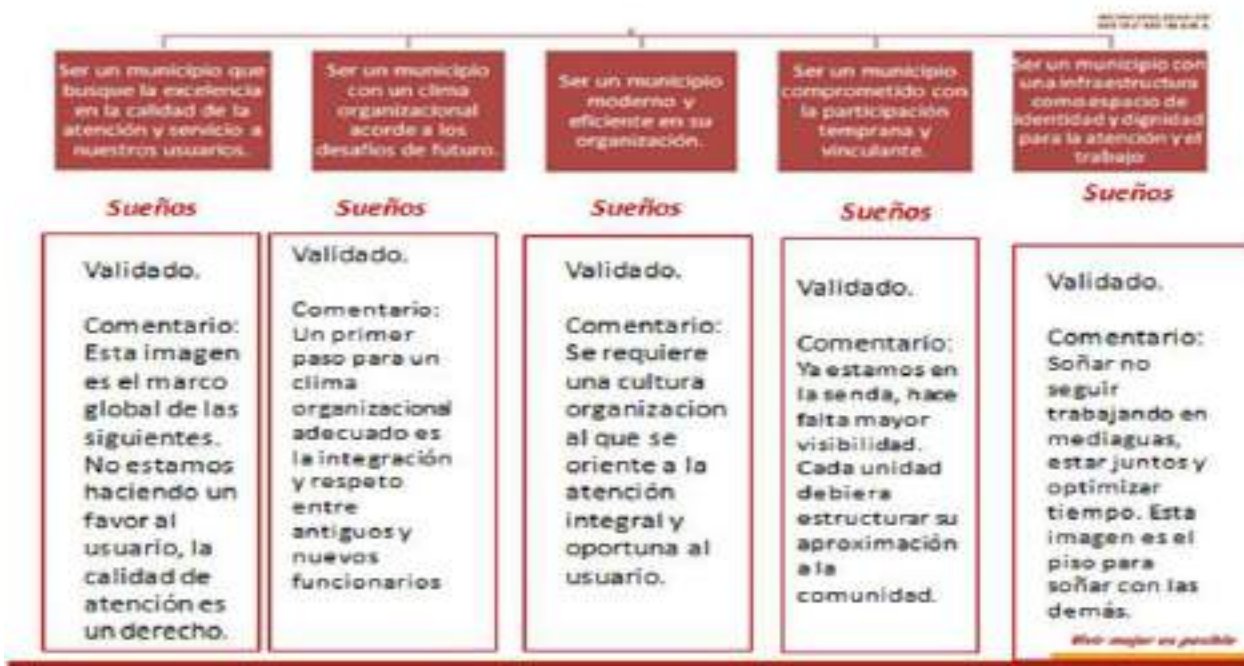 Ser un municipio que
busque la excelencia
en la calidad de la
atención y servicio a
nuestros usuarios.
Ser un municipio
con un clima
organizacional
acorde a los
desafíos de futuro.
Ser un municipio
moderno y
eficiente en su
organización.
Ser un municipio
comprometido con
la participación
temprana y
vinculante.
Ser un municipio con
una infraestructura
como espacio de
identidad y dignidad
para la atención y el
trabajo
Sueños
Sueños
Sueños
Sueños
Sueños
Validado.
Comentario:
Esta imagen
es el marco
global de las
siguientes.
No estamos
haciendo un
favor al
usuario, la
calidad de
atención es
un derecho.
Validado.
Comentario:
Un primer
paso para un
clima
organizacional
adecuado es
la integración
y respeto
entre
antiguos y
nuevos
funcionarios
Validado.
Comentario:
Se requiere
una cultura
organizacion
al que se
oriente a la
atención
integral y
oportuna al
usuario.
Validado.
Comentario:
Ya estamos en
la senda, hace
falta mayor
visibilidad.
Cada unidad
debiera
estructurar su
aproximación
a la
comunidad.
Validado.
Comentario:
Soñar no
seguir
trabajando en
mediaguas,
estar juntos y
optimizar
tiempo. Esta
imagen es el
piso para
soñar con las
demás.
Vivir mejor es posible